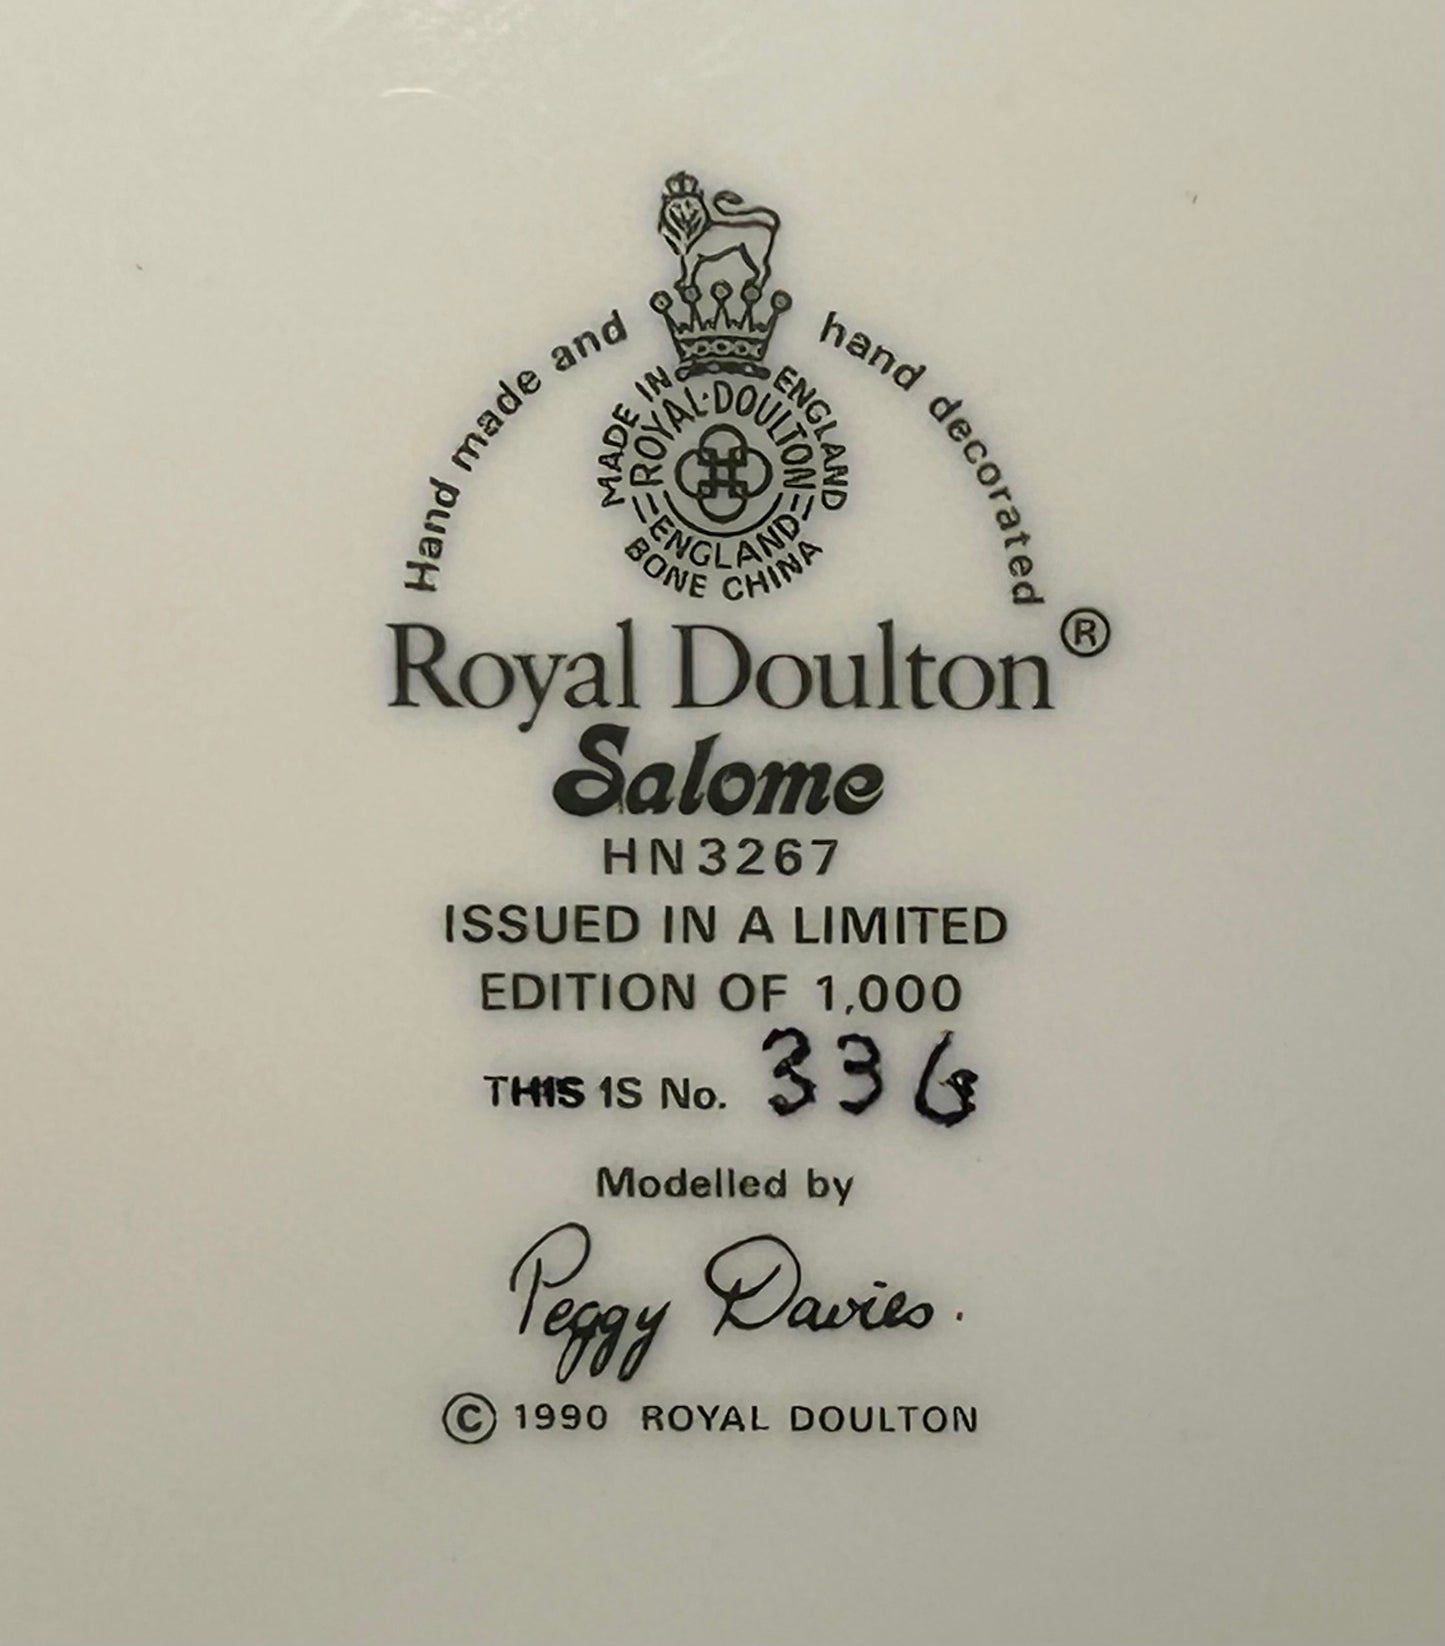 Hand made and hand decorated
MADE IN ENGLAND
ROYAL·DOULTON
ENGLAND
BONE CHINA
Royal Doulton®
Salome
HN3267
ISSUED IN A LIMITED
EDITION OF 1,000
THIS IS No. 336
Modelled by
Peggy Davies.
© 1990 ROYAL DOULTON